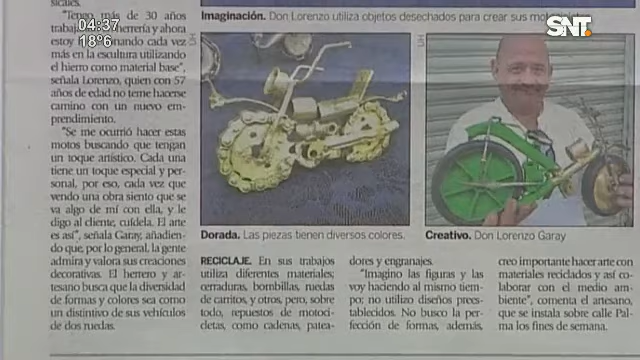 04:37
18°6
SNT
sicales.
"Tengo más de 30 años
trabajando en herrería y ahora
estoy incursionando cada vez
más en la escultura utilizando
el hierro como material base",
señala Lorenzo, quien con 57
años de edad no teme hacerse
camino con un nuevo em-
prendimiento.
"Se me ocurrió hacer estas
motos buscando que tengan
un toque artístico. Cada una
tiene un toque especial y per-
sonal, por eso, cada vez que
vendo una obra siento que se
va algo de mí con ella, y le
digo al cliente, cuídela. El arte
es así", señala Garay, añadien-
do que, por lo general, la gente
admira y valora sus creaciones
decorativas. El herrero y ar-
tesano busca que la diversidad
de formas y colores sea como
un distintivo de sus vehículos
de dos ruedas.
Imaginación. Don Lorenzo utiliza objetos desechados para crear sus
UH
UH
Dorada. Las piezas tienen diversos colores.
Creativo. Don Lorenzo Garay
RECICLAJE. En sus trabajos
utiliza diferentes materiales;
cerraduras, bombillas, ruedas
de carritos, y otros, pero, sobre
todo, repuestos de motoci-
cletas, como cadenas, patea-
dores y engranajes.
"Imagino las figuras y las
voy haciendo al mismo tiem-
po; no utilizo diseños prees-
tablecidos. No busco la per-
fección de formas, además,
creo importante hacer arte con
materiales reciclados y así co-
laborar con el medio am-
biente", comenta el artesano,
que se instala sobre calle Pal-
ma los fines de semana.